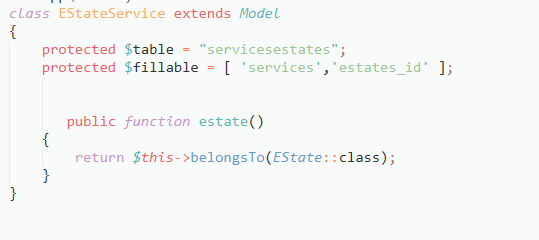 class EStateService extends Model
{
    protected $table = "servicesestates";
    protected $fillable = [ 'services','estates_id' ];
       public function estate()
    {
        return $this->belongsTo(EState::class);
    }
}